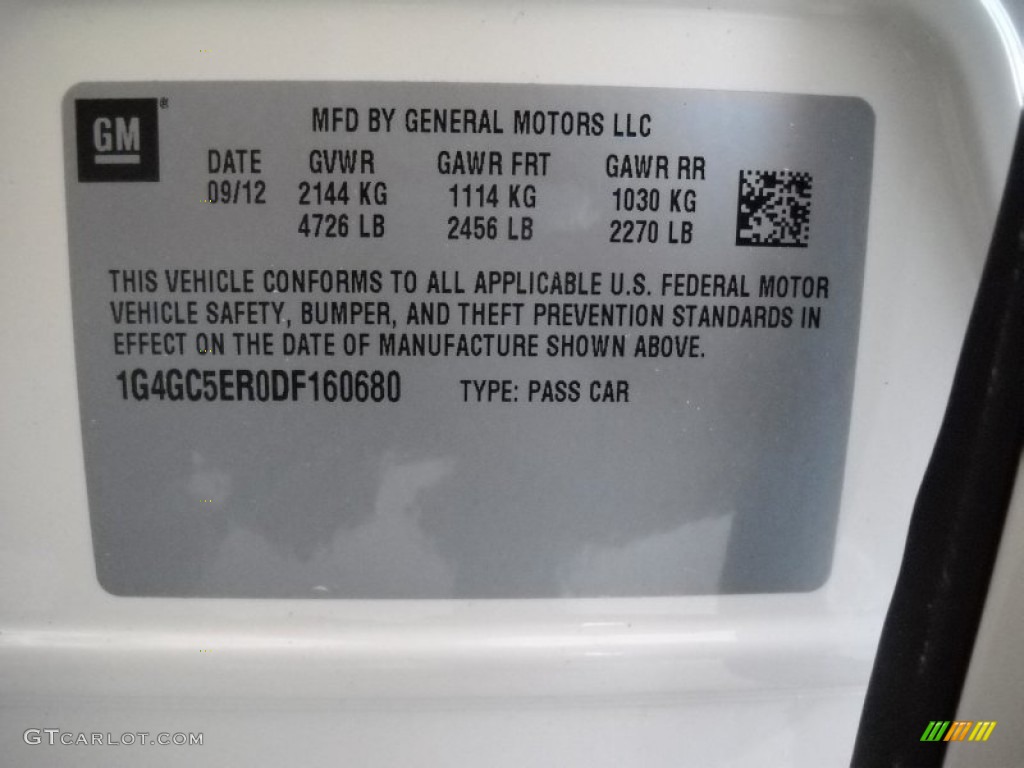 GM ®
MFD BY GENERAL MOTORS LLC
DATE GVWR GAWR FRT GAWR RR
09/12 2144 KG 1114 KG 1030 KG
4726 LB 2456 LB 2270 LB
THIS VEHICLE CONFORMS TO ALL APPLICABLE U.S. FEDERAL MOTOR
VEHICLE SAFETY, BUMPER, AND THEFT PREVENTION STANDARDS IN
EFFECT ON THE DATE OF MANUFACTURE SHOWN ABOVE.
1G4GC5ER0DF160680 TYPE: PASS CAR
GTCARLOT.COM